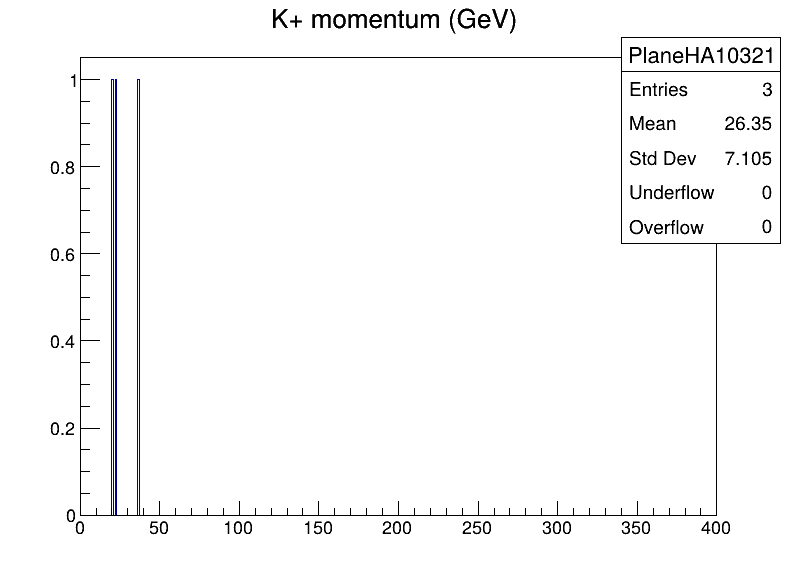 K+ momentum (GeV)
PlaneHA10321
Entries 3
Mean 26.35
Std Dev 7.105
Underflow 0
Overflow 0
1
0.8
0.6
0.4
0.2
0
0 50 100 150 200 250 300 350 400